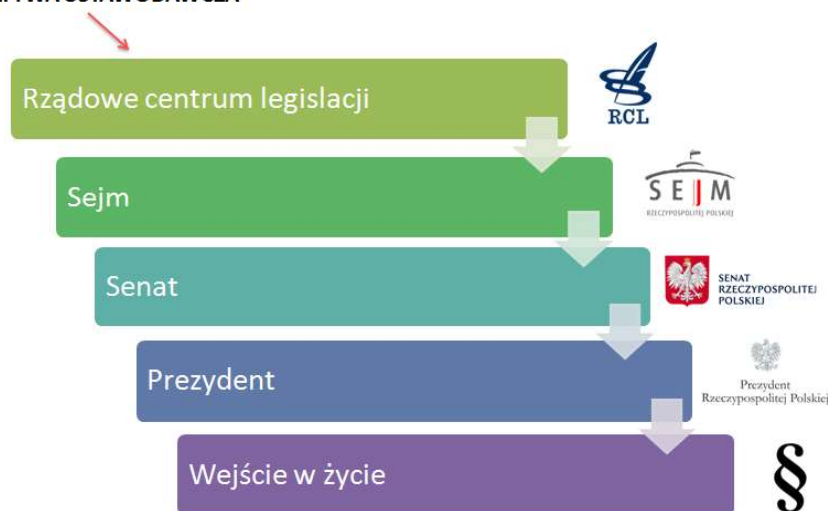 Rządowe centrum legislacji
RCL
Sejm
SEJM
RZECZYPOSPOLITEJ POLSKIEJ
Senat
SENAT
RZECZYPOSPOLITEJ
POLSKIEJ
Prezydent
Prezydent
Rzeczypospolitej Polskiej
Wejście w życie
§